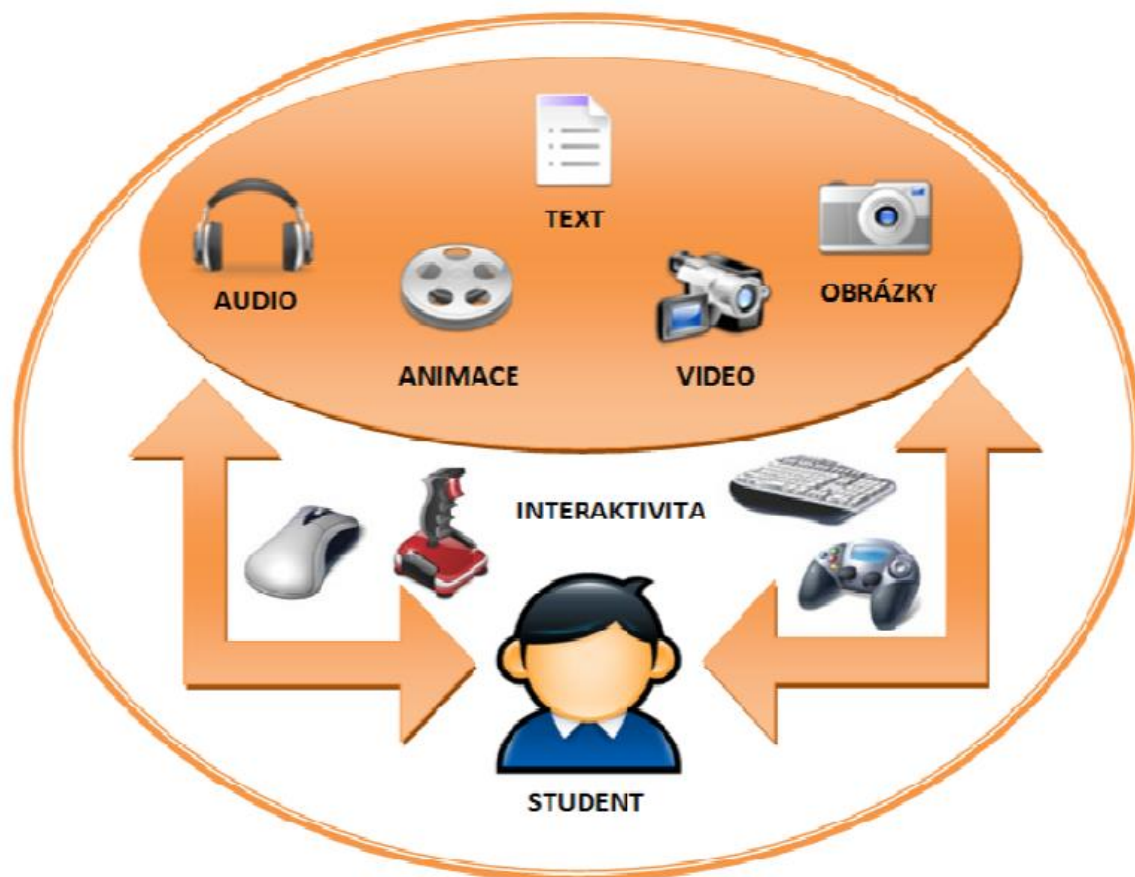 TEXT
AUDIO
OBRÁZKY
ANIMACE
VIDEO
INTERAKTIVITA
STUDENT